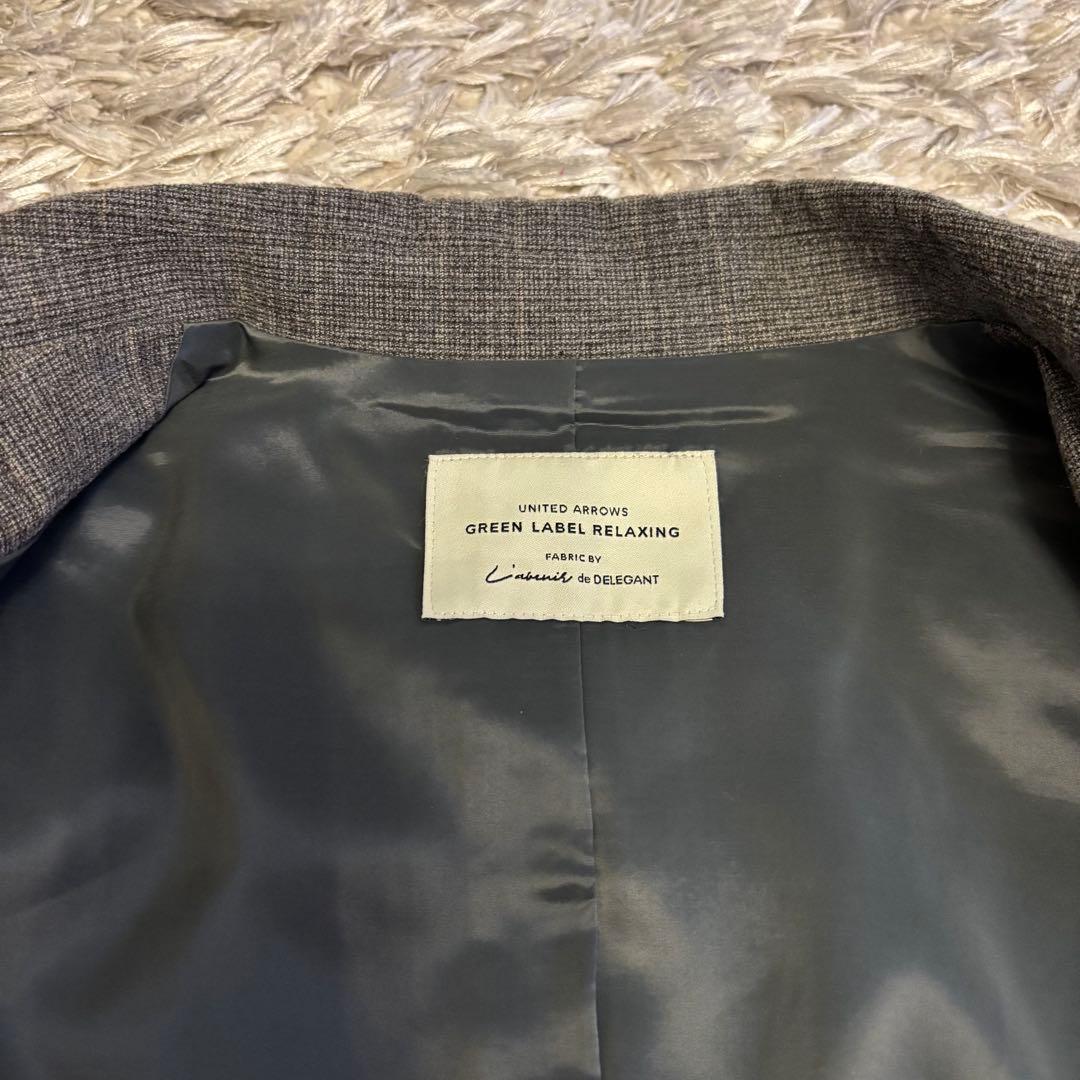 UNITED ARROWS
GREEN LABEL RELAXING
FABRIC BY
L'avenir de DELEGANT